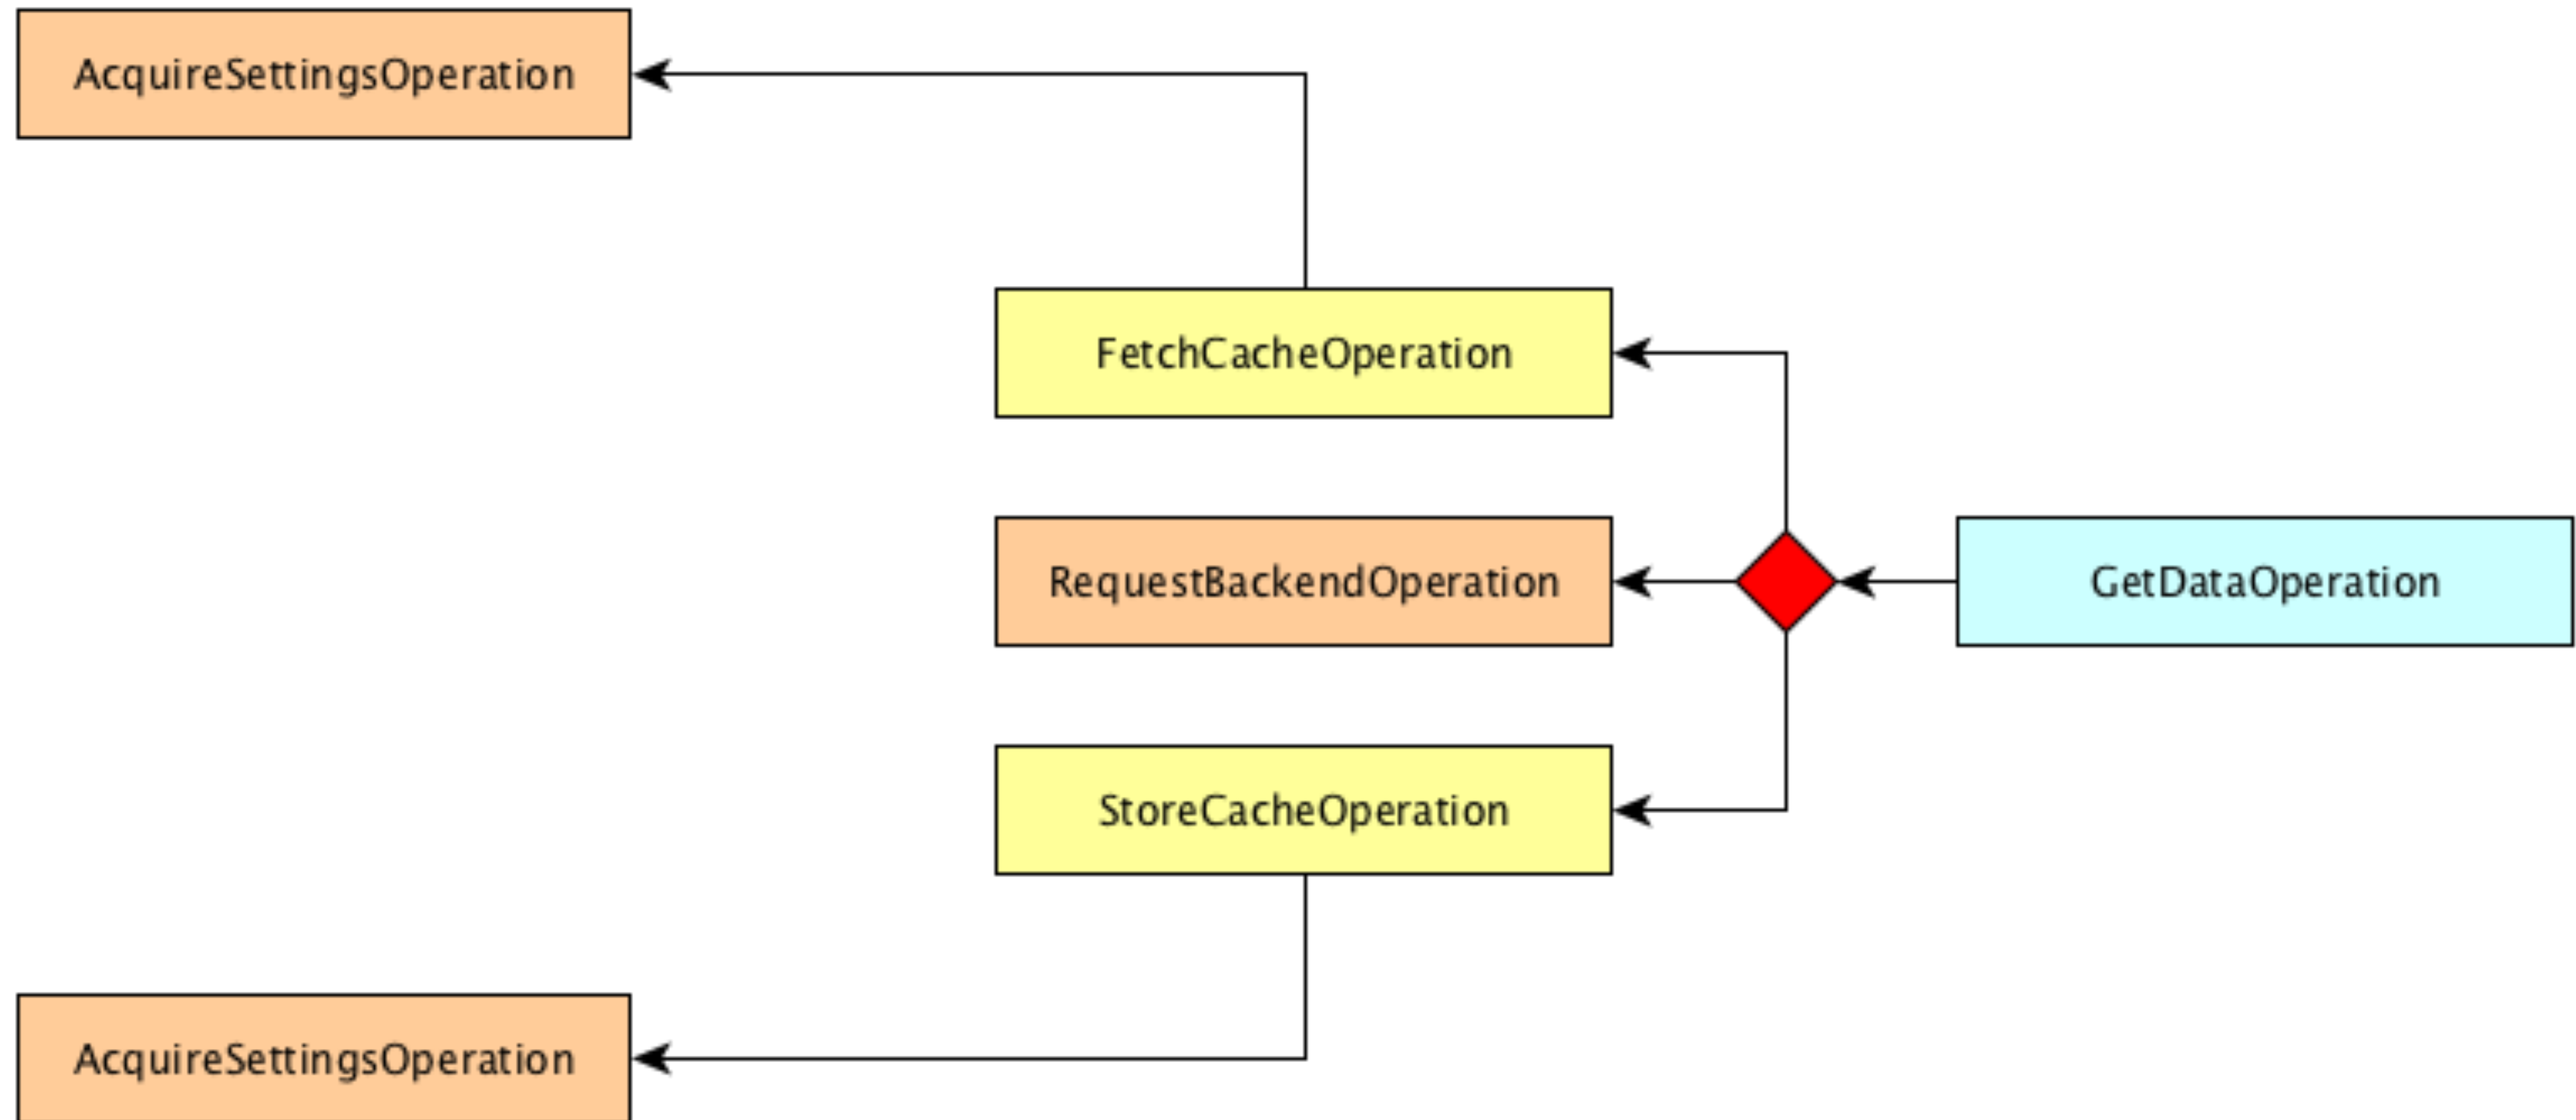 AcquireSettingsOperation
FetchCacheOperation
RequestBackendOperation
GetDataOperation
StoreCacheOperation
AcquireSettingsOperation